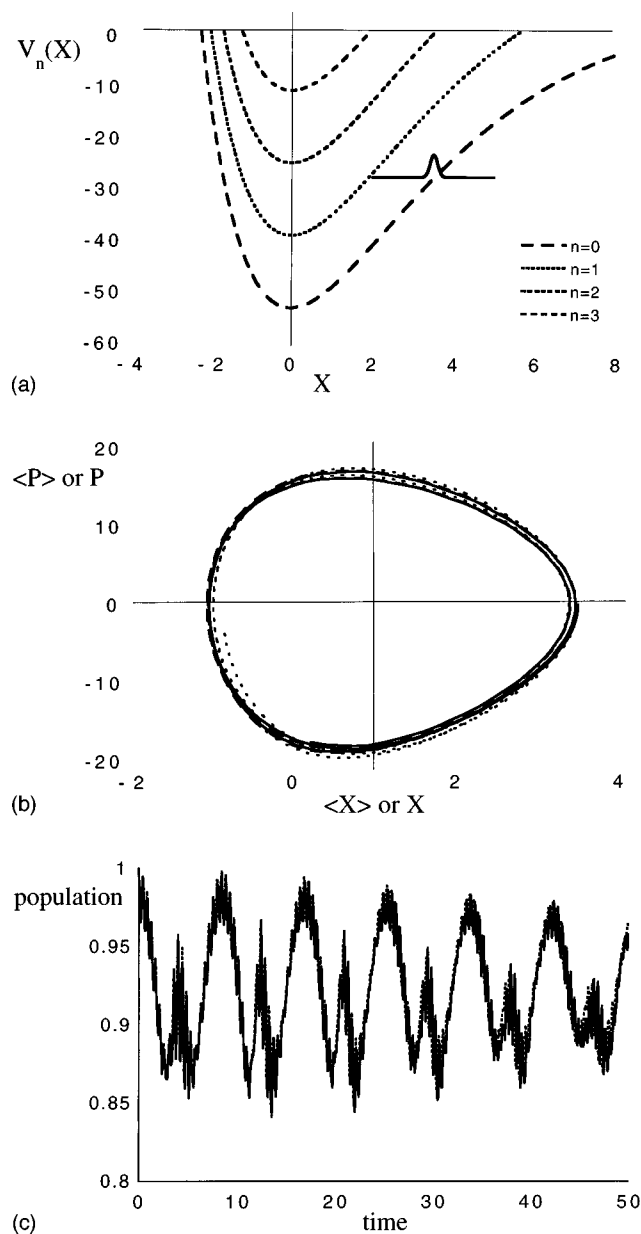 0
V_n(X)
-10
-20
-30
-40
-50
-60
n=0
n=1
n=2
n=3
-4 -2 0 2 4 6 8
(a)
X
20
<P> or P
10
0
-10
-20
-2 0 2 4
(b)
<X> or X
1
population
0.95
0.9
0.85
0.8
0 10 20 30 40 50
(c)
time